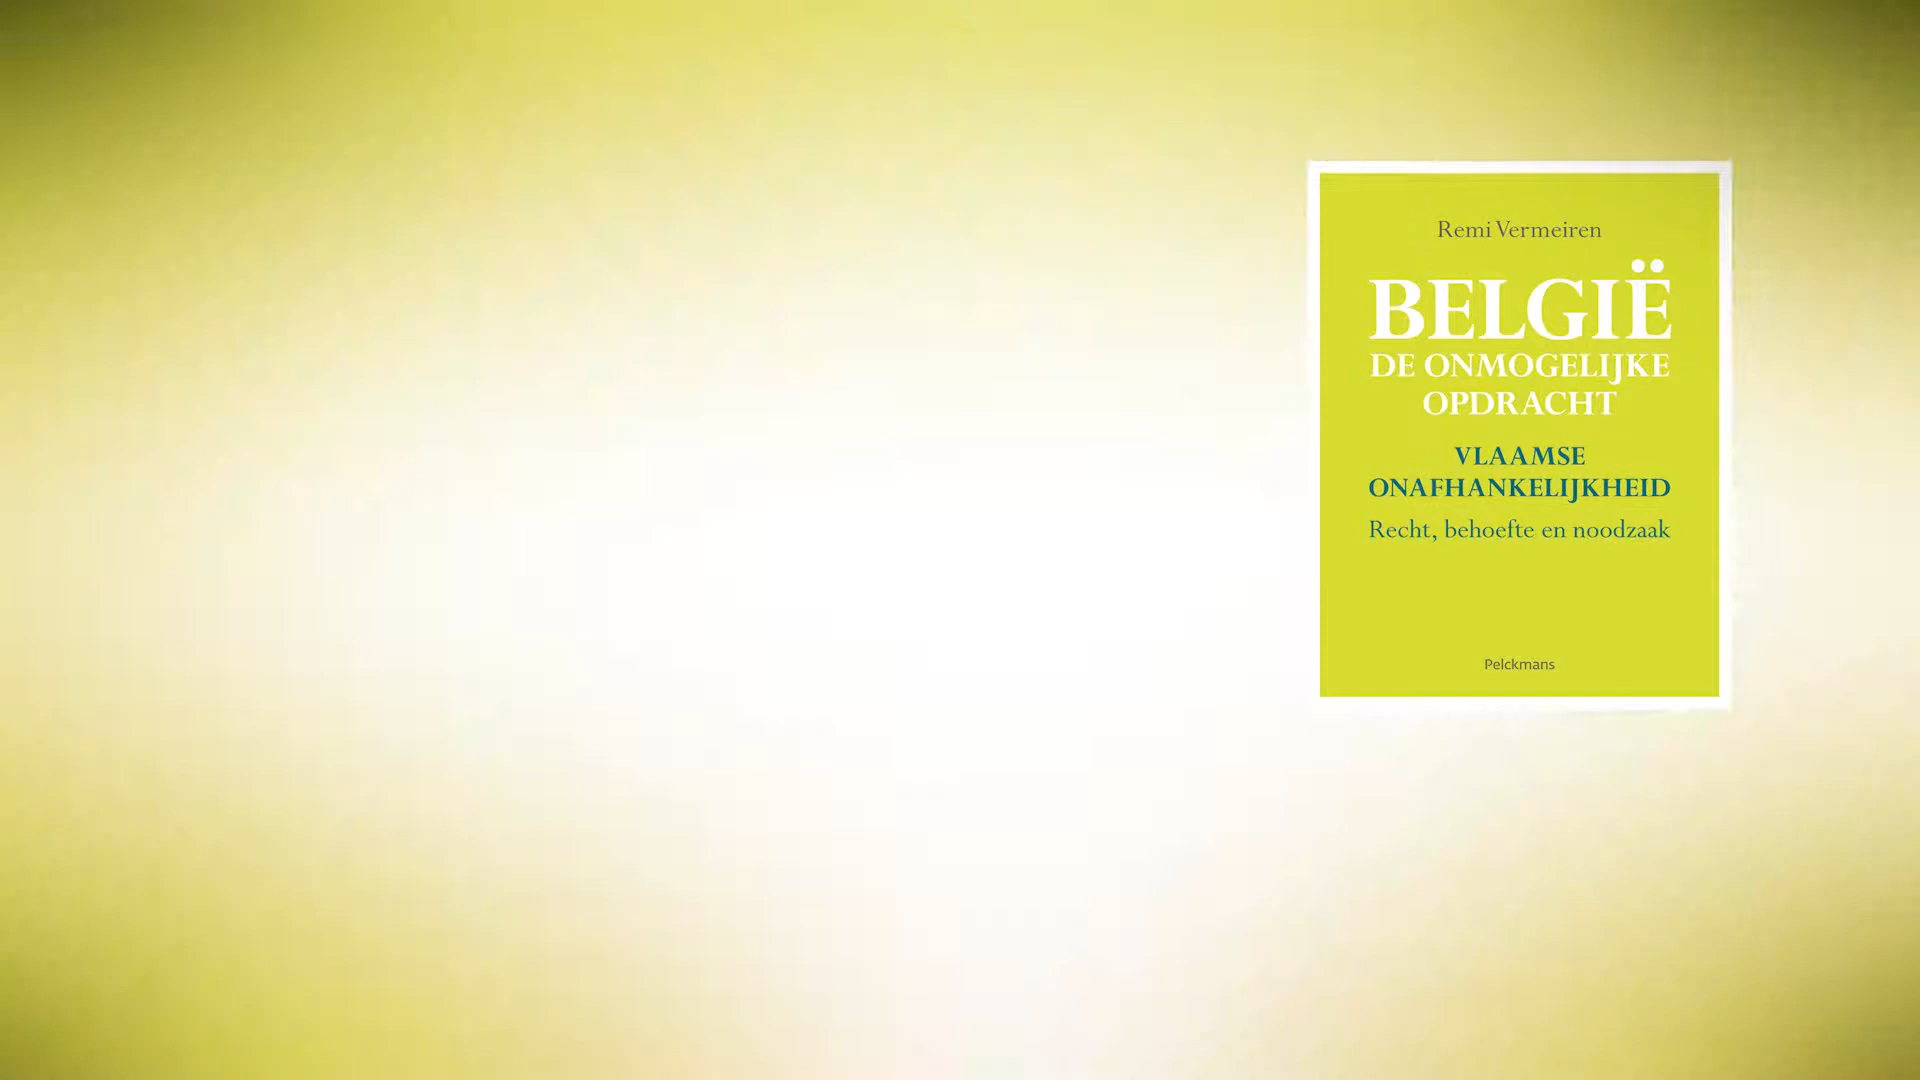 Remi Vermeiren
BELGIË
DE ONMOGELIJKE
OPDRACHT
VLAAMSE
ONAFHANKELIJKHEID
Recht, behoefte en noodzaak
Pelckmans